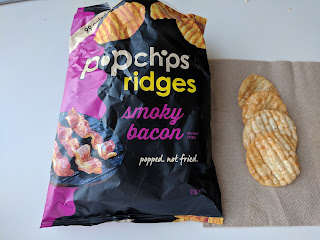 popchips
ridges
smoky
bacon
popped. not fried.